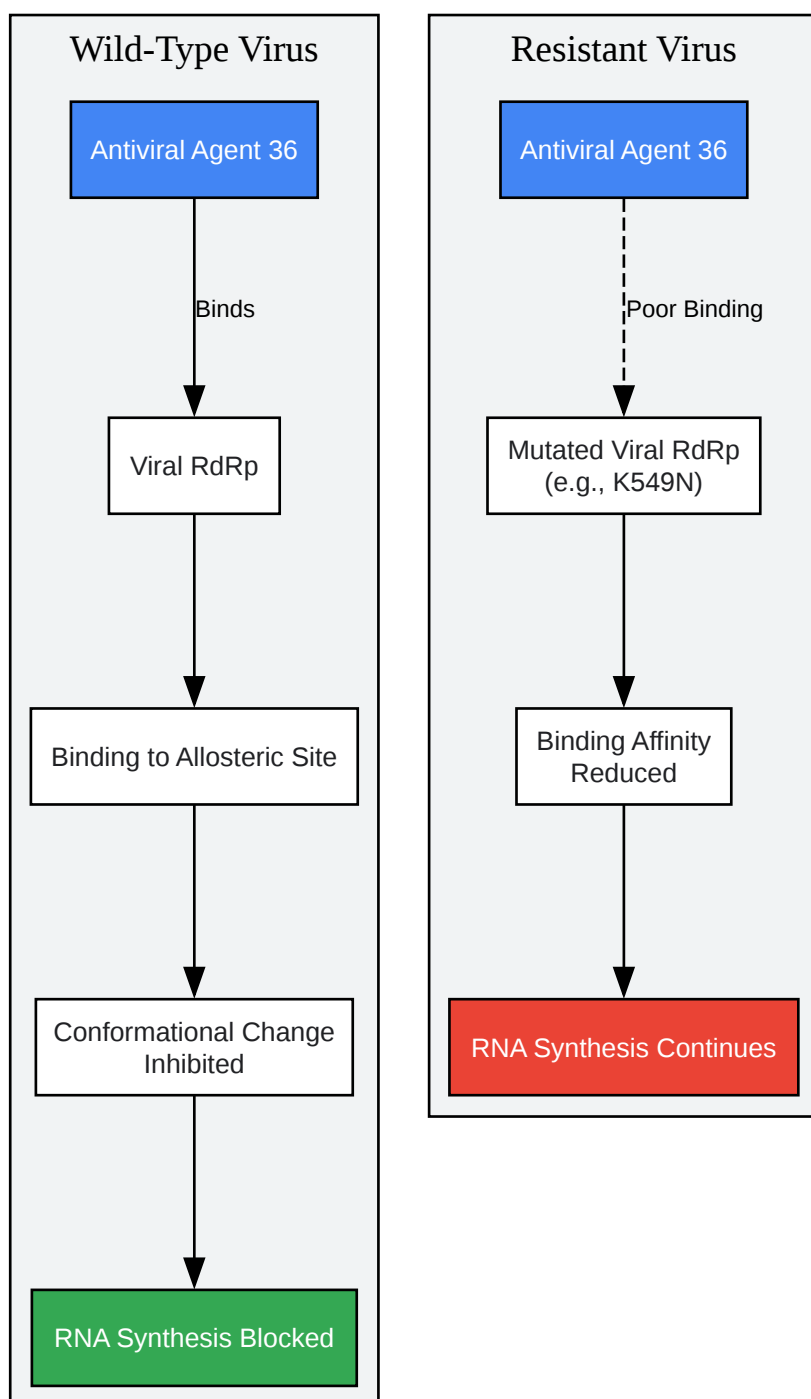 Wild-Type Virus
Antiviral Agent 36
Binds
Viral RdRp
Binding to Allosteric Site
Conformational Change
Inhibited
RNA Synthesis Blocked
Resistant Virus
Antiviral Agent 36
Poor Binding
Mutated Viral RdRp
(e.g., K549N)
Binding Affinity
Reduced
RNA Synthesis Continues